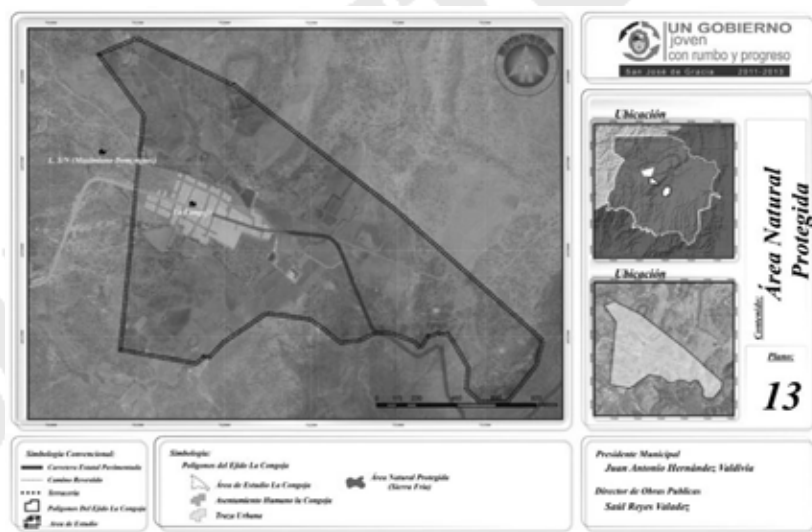 UN GOBIERNO
joven
con rumbo y progreso
San José de Gracia 2011-2013
Ubicación
Ubicación
Contenido:
Área Natural
Protegida
Plano:
13
L. S/N
La Congoja
Simbología Convencional:
Carretera Estatal Pavimentada
Camino Revestido
Terracería
Polígonos Del Ejido La Congoja
Area de Estudio
Simbología:
Polígonos del Ejido La Congoja
Área de Estudio La Congoja
Asentamiento Humano la Congoja
Traza Urbana
Área Natural Protegida
(Sierra Fría)
Presidente Municipal
Juan Antonio Hernández Valdivia
Director de Obras Publicas
Saúl Reyes Valadez